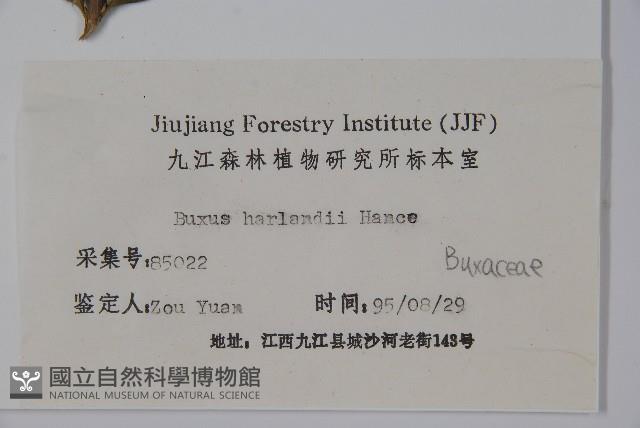 Jiujiang Forestry Institute (JJF)
九江森林植物研究所标本室
Buxus harlandii Hance
采集号:85022
Buxaceae
鉴定人:Zou Yuan 时间:95/08/29
地址:江西九江县城沙河老街143号
國立自然科學博物館
NATIONAL MUSEUM OF NATURAL SCIENCE